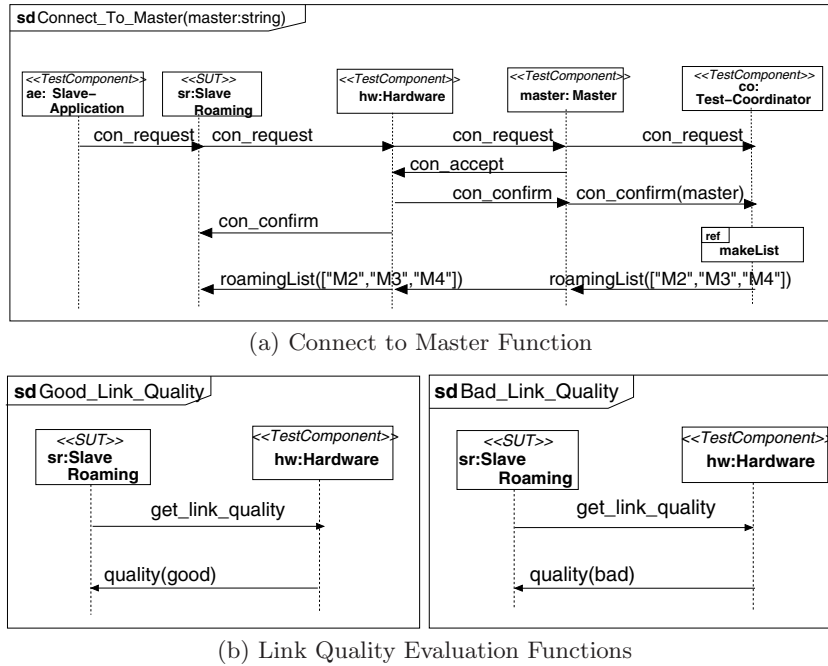 sd Connect_To_Master(master:string)
<<TestComponent>>
ae: Slave-
Application
<<SUT>>
sr:Slave
Roaming
<<TestComponent>>
hw:Hardware
<<TestComponent>>
master: Master
<<TestComponent>>
co:
Test-Coordinator
con_request
con_request
con_request
con_request
con_accept
con_confirm
con_confirm(master)
con_confirm
ref
makeList
roamingList(["M2","M3","M4"])
roamingList(["M2","M3","M4"])
(a) Connect to Master Function
sd Good_Link_Quality
<<SUT>>
sr:Slave
Roaming
<<TestComponent>>
hw:Hardware
get_link_quality
quality(good)
sd Bad_Link_Quality
<<SUT>>
sr:Slave
Roaming
<<TestComponent>>
hw:Hardware
get_link_quality
quality(bad)
(b) Link Quality Evaluation Functions